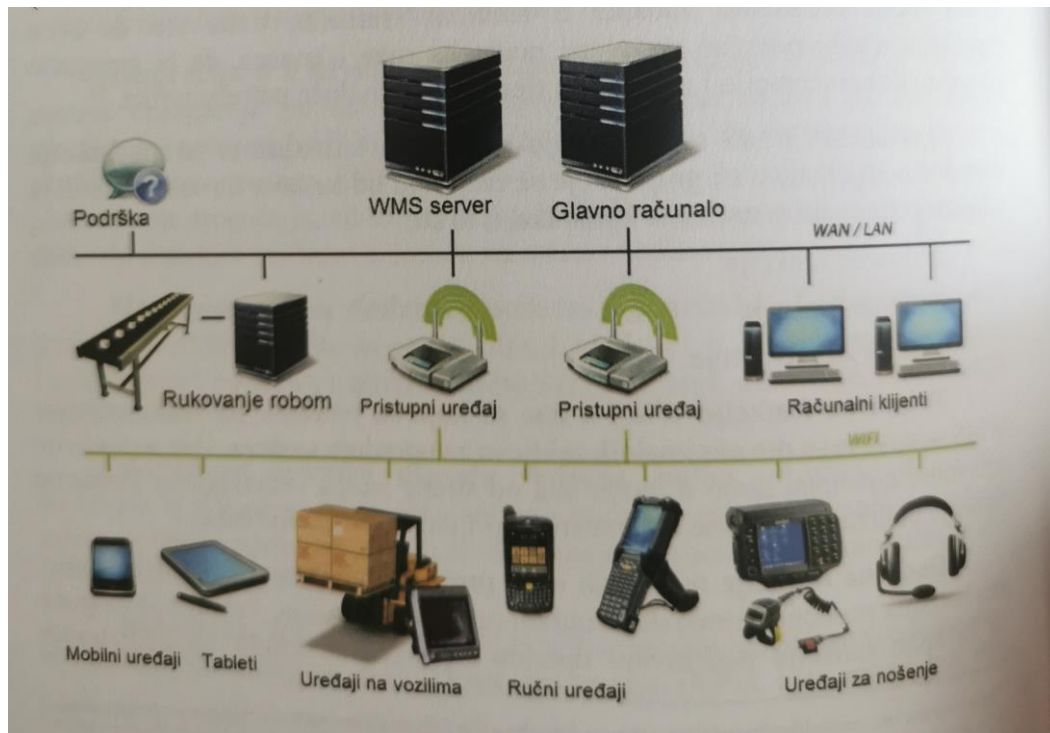 WMS server
Glavno računalo
Podrška
WAN / LAN
Rukovanje robom
Pristupni uređaj
Pristupni uređaj
Računalni klijenti
WIFI
Mobilni uređaji
Tableti
Uređaji na vozilima
Ručni uređaji
Uređaji za nošenje